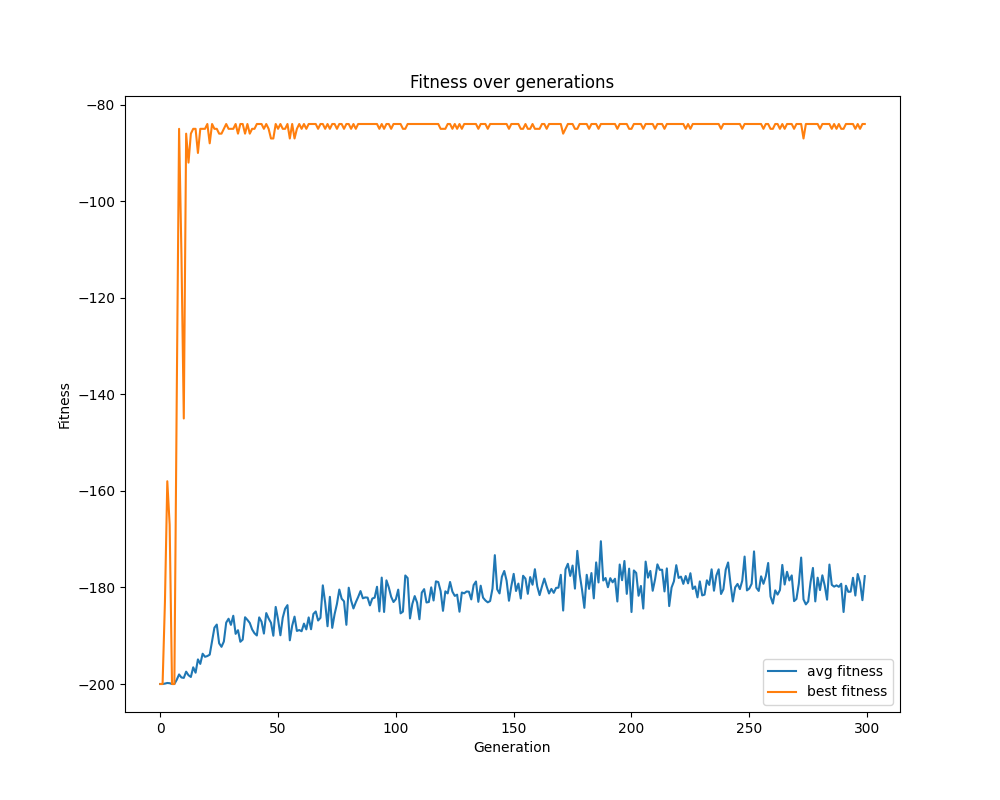 Fitness over generations
Fitness
−80
−100
−120
−140
−160
−180
−200
0 50 100 150 200 250 300
Generation
avg fitness
best fitness